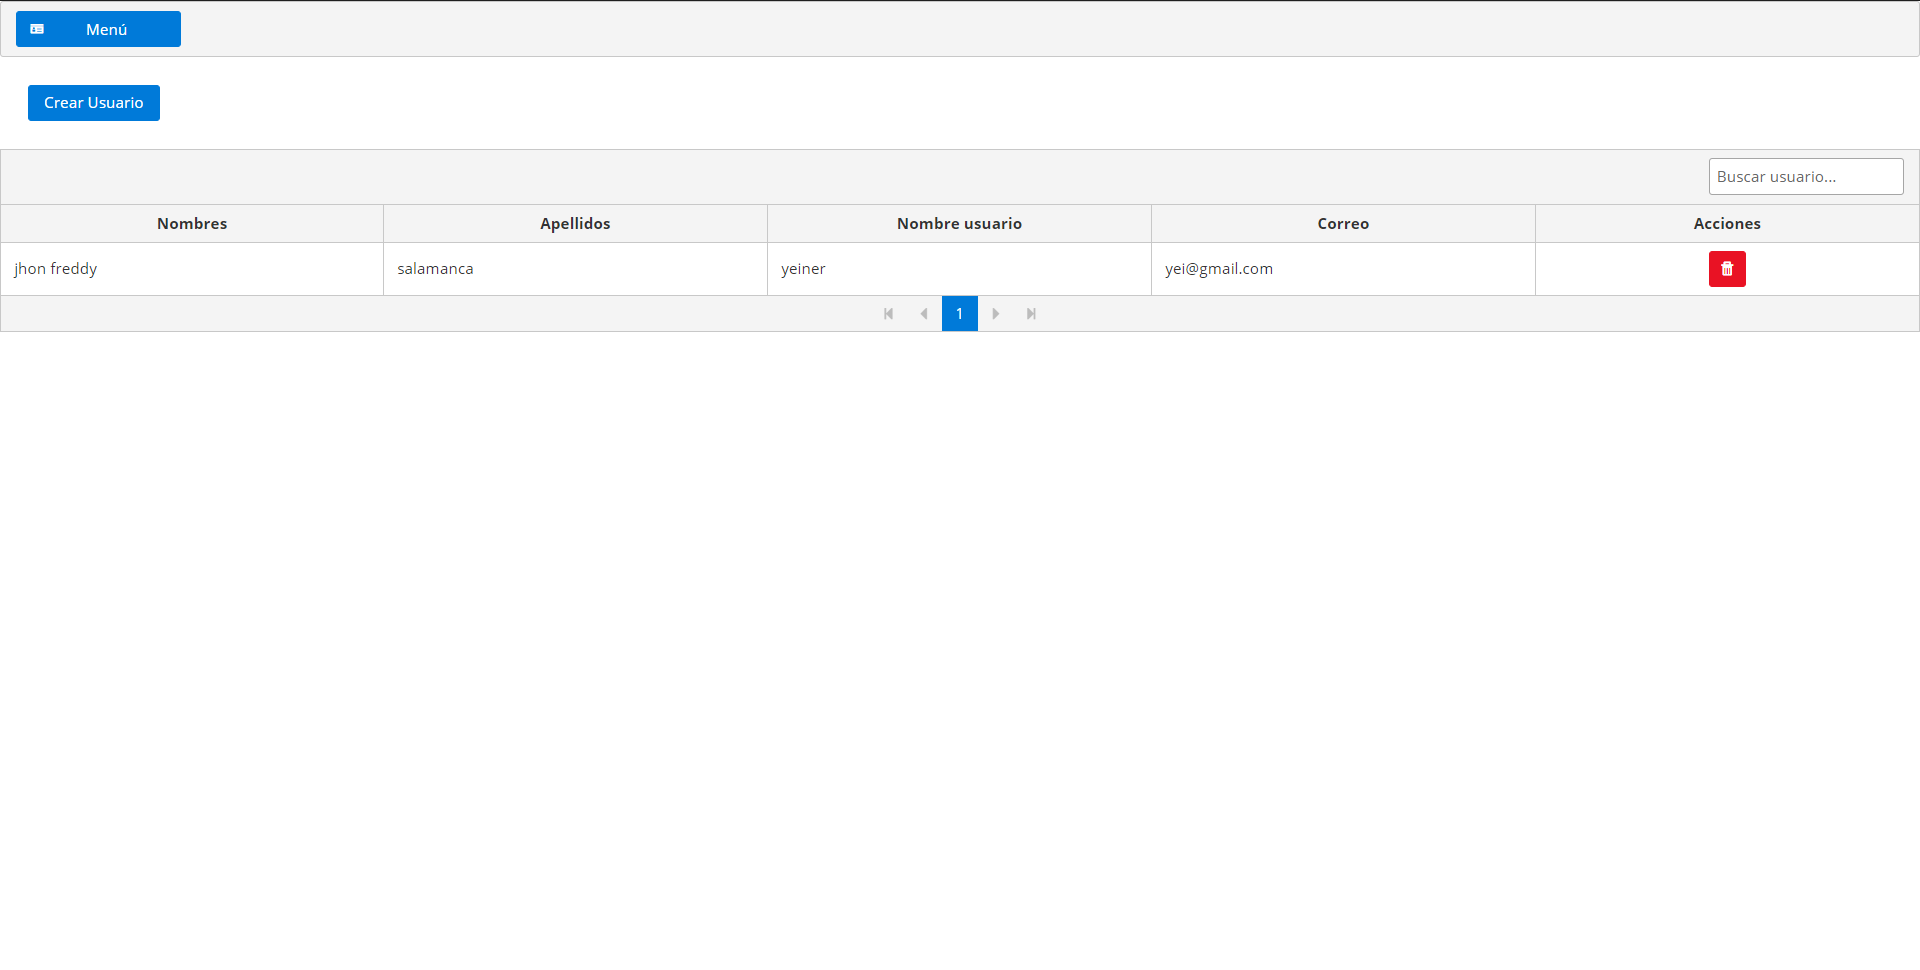 Menú
Crear Usuario
Buscar usuario...
Nombres Apellidos Nombre usuario Correo Acciones
jhon freddy salamanca yeiner yei@gmail.com
1